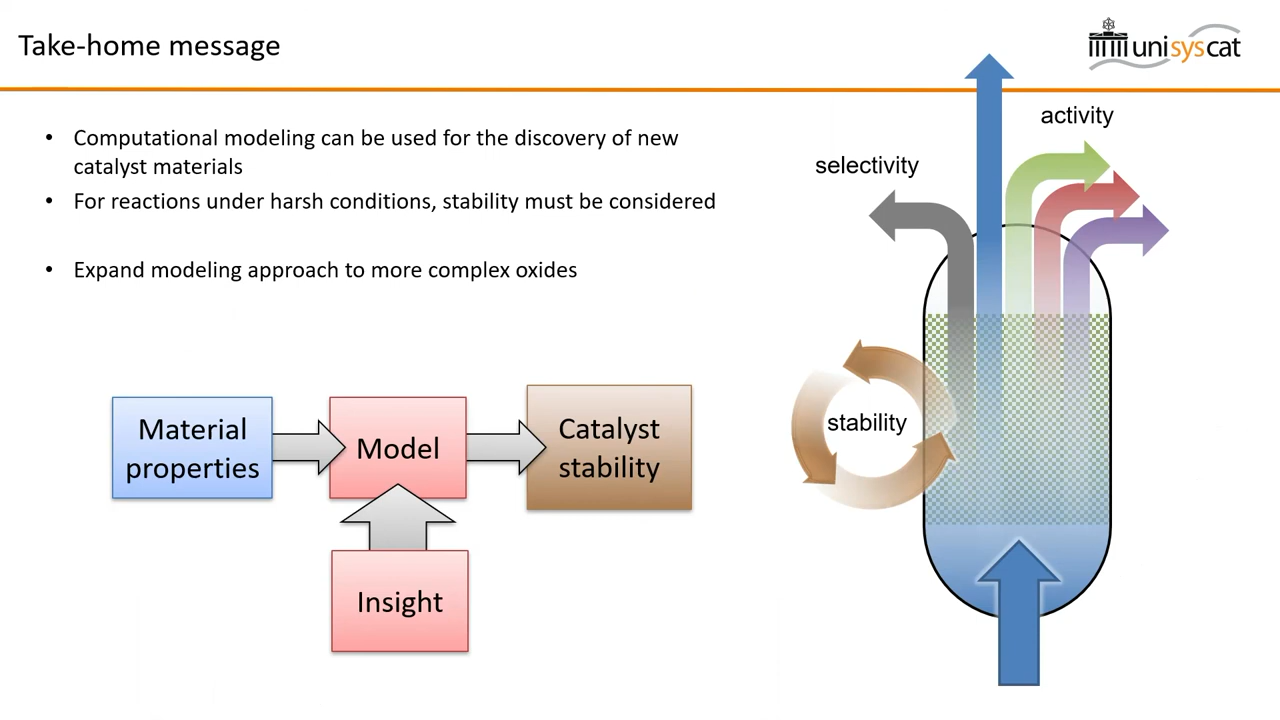 Take-home message
unisyscat
• Computational modeling can be used for the discovery of new
catalyst materials
• For reactions under harsh conditions, stability must be considered
• Expand modeling approach to more complex oxides
activity
selectivity
stability
Material
properties
Model
Catalyst
stability
Insight